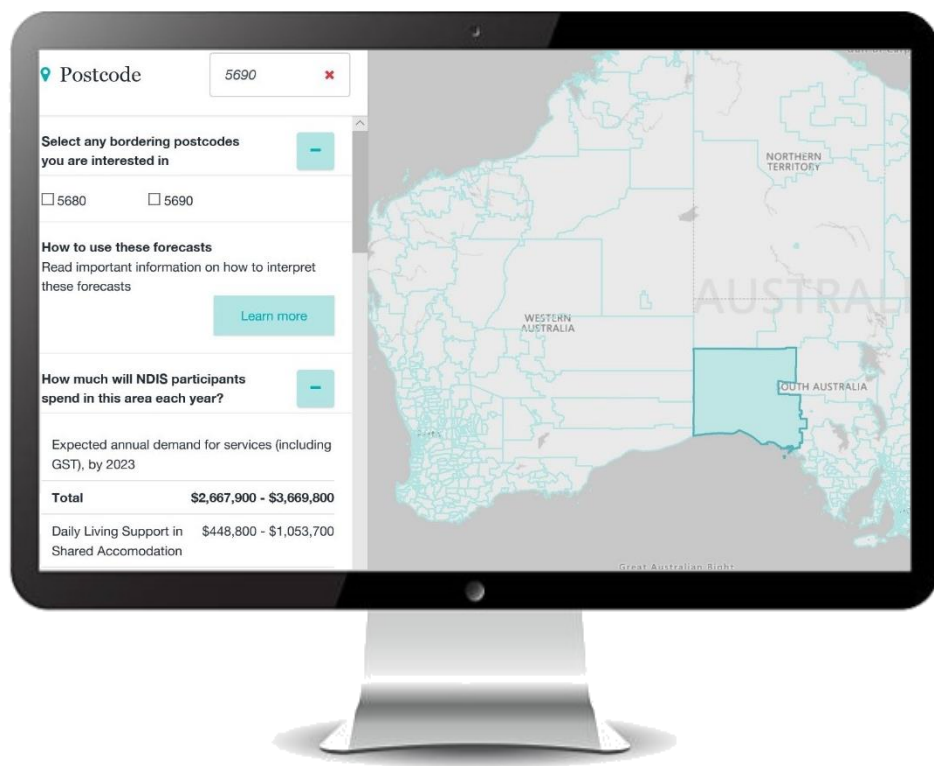 Postcode
5690
Select any bordering postcodes
you are interested in
5680
5690
How to use these forecasts
Read important information on how to interpret
these forecasts
Learn more
How much will NDIS participants
spend in this area each year?
Expected annual demand for services (including
GST), by 2023
Total $2,667,900 - $3,669,800
Daily Living Support in $448,800 - $1,053,700
Shared Accomodation
NORTHERN
TERRITORY
AUSTRALI
WESTERN
AUSTRALIA
SOUTH AUSTRALIA
Perth
Great Australian Bight